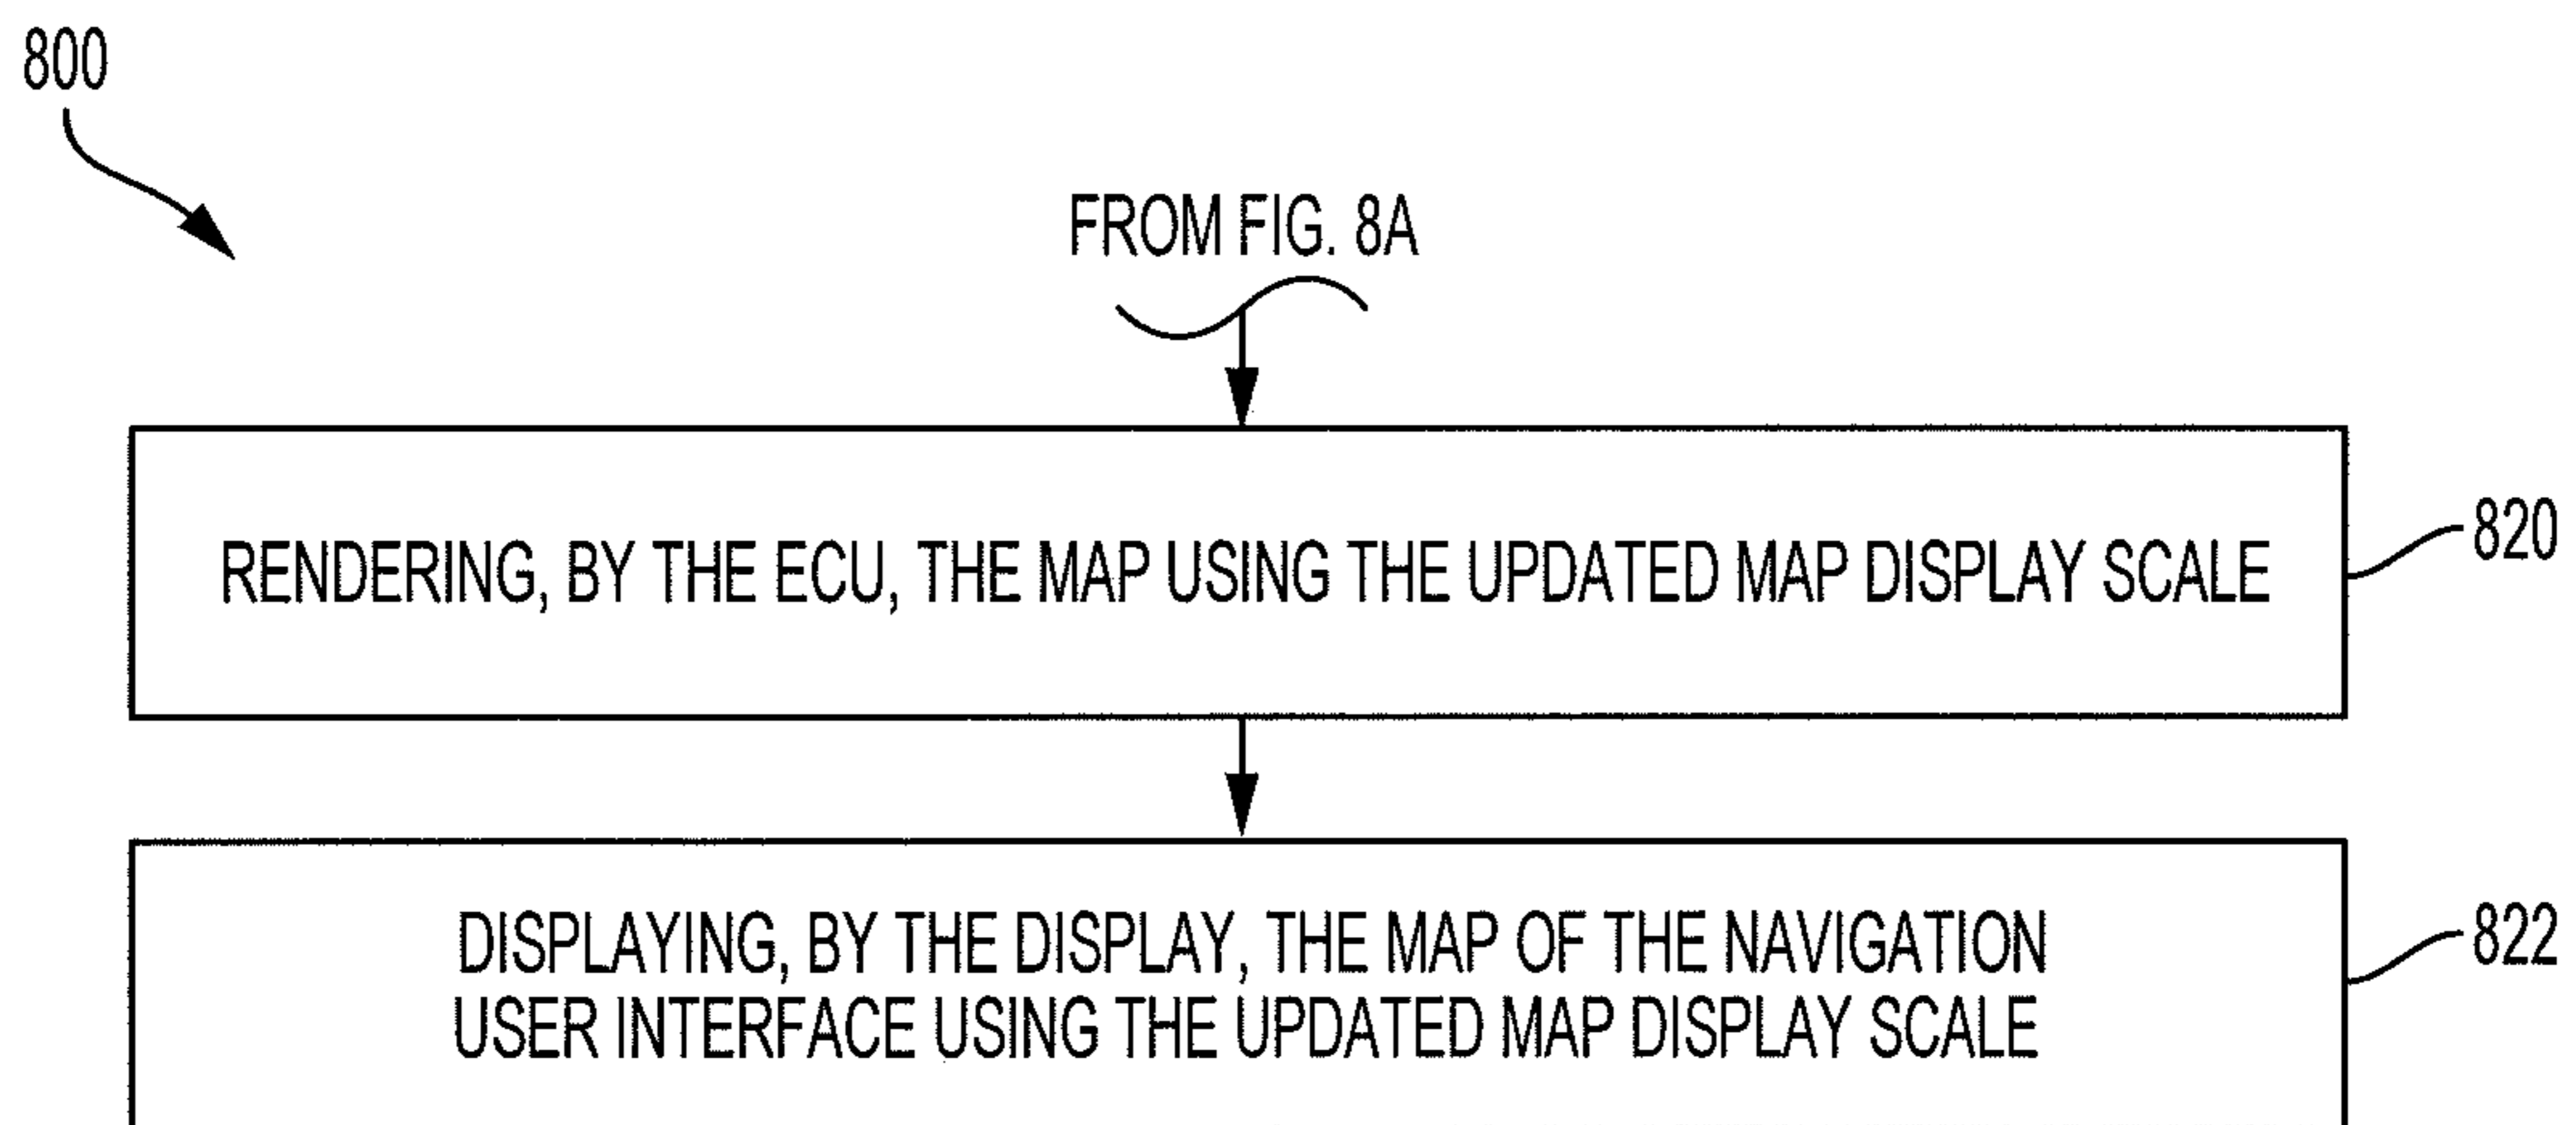 800
FROM FIG. 8A
RENDERING, BY THE ECU, THE MAP USING THE UPDATED MAP DISPLAY SCALE
820
DISPLAYING, BY THE DISPLAY, THE MAP OF THE NAVIGATION
USER INTERFACE USING THE UPDATED MAP DISPLAY SCALE
822